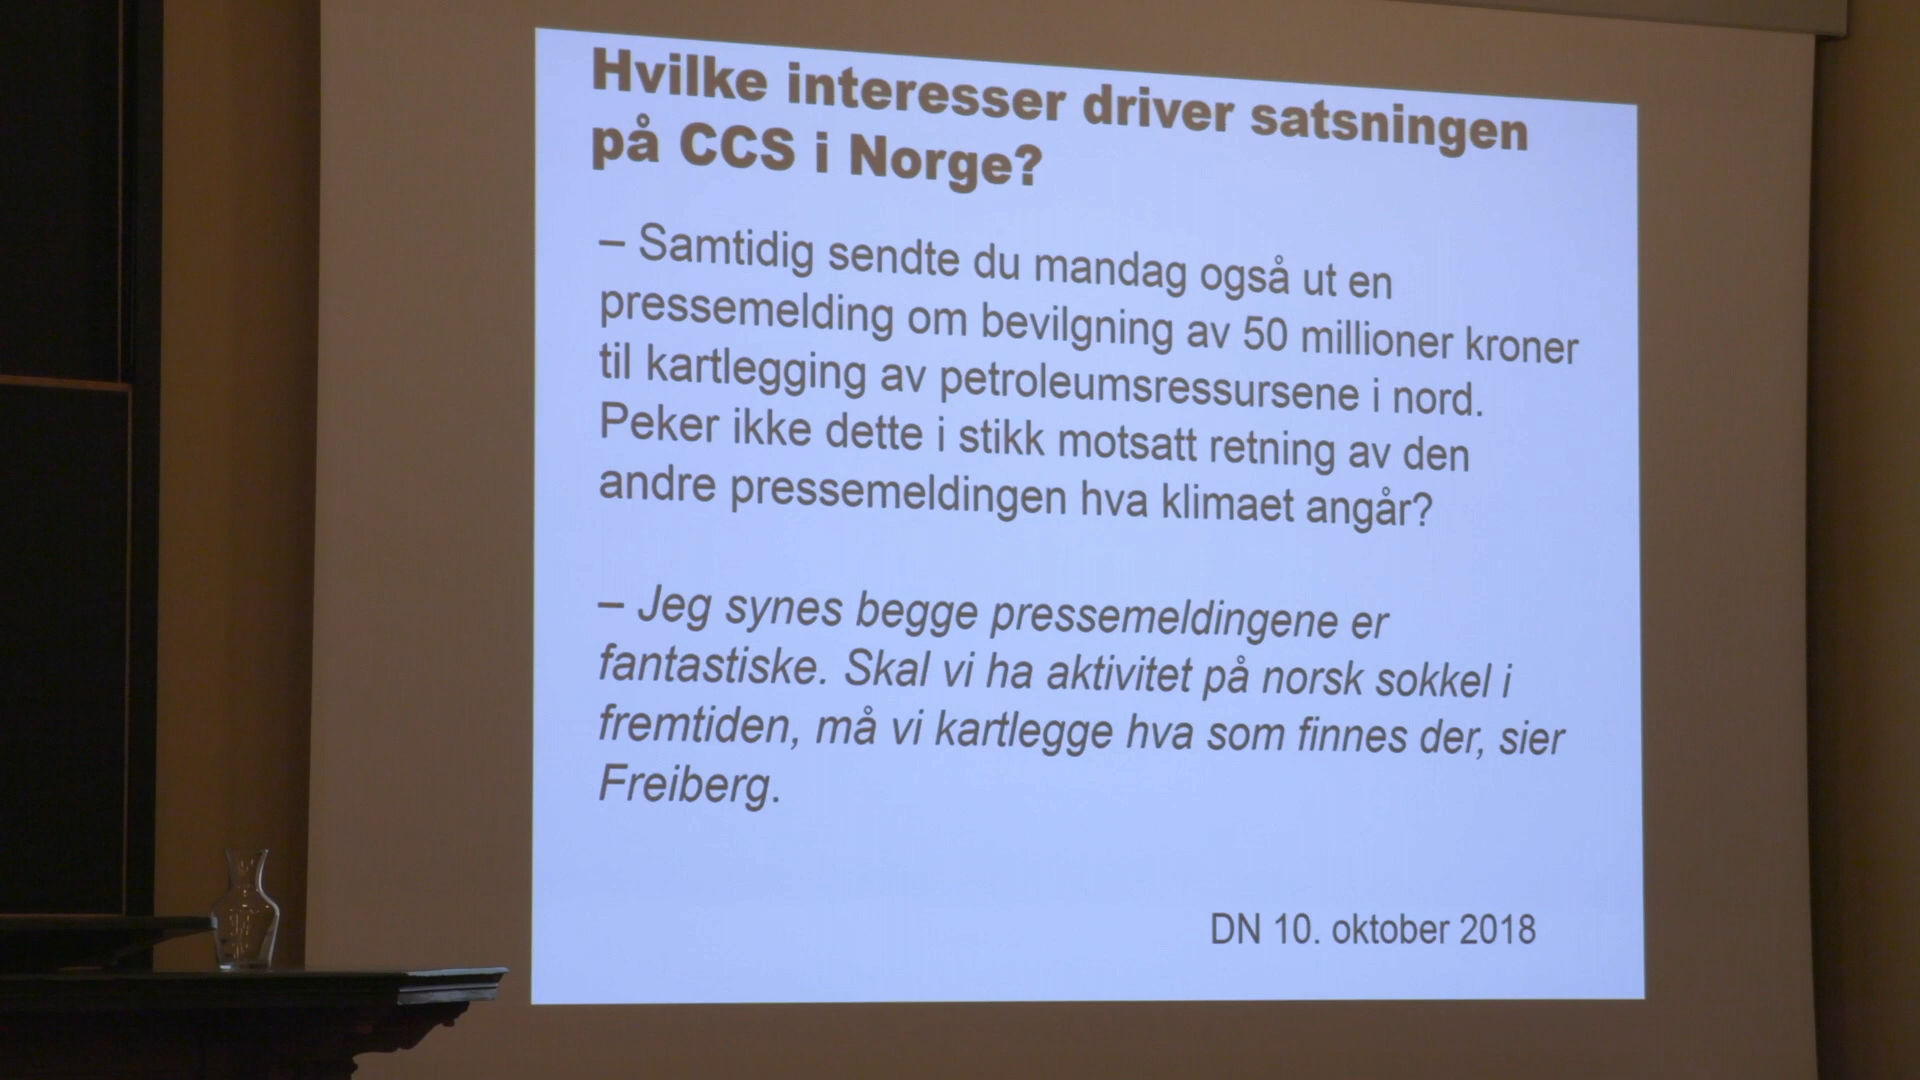 Hvilke interesser driver satsningen
på CCS i Norge?
– Samtidig sendte du mandag også ut en
pressemelding om bevilgning av 50 millioner kroner
til kartlegging av petroleumsressursene i nord.
Peker ikke dette i stikk motsatt retning av den
andre pressemeldingen hva klimaet angår?
– Jeg synes begge pressemeldingene er
fantastiske. Skal vi ha aktivitet på norsk sokkel i
fremtiden, må vi kartlegge hva som finnes der, sier
Freiberg.
DN 10. oktober 2018